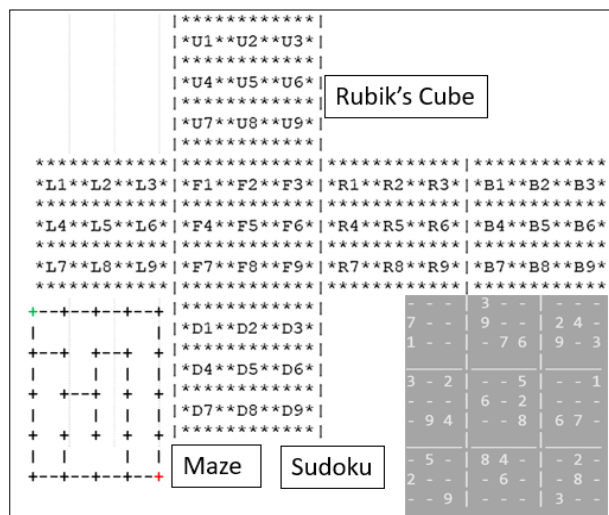 |************|
|*U1**U2**U3*|
|************|
|*U4**U5**U6*|
|************|
|*U7**U8**U9*|
|************|
Rubik's Cube
************|************|************|************
*L1**L2**L3*|*F1**F2**F3*|*R1**R2**R3*|*B1**B2**B3*
************|************|************|************
*L4**L5**L6*|*F4**F5**F6*|*R4**R5**R6*|*B4**B5**B6*
************|************|************|************
*L7**L8**L9*|*F7**F8**F9*|*R7**R8**R9*|*B7**B8**B9*
************|************|************|************
|************|
|*D1**D2**D3*|
|************|
|*D4**D5**D6*|
|************|
|*D7**D8**D9*|
|************|
+--+--+--+--+
|           |
+--+  +--+  +
|     |  |  |
+  +--+  +  +
|     |  |  |
+  +  +  +  +
|  |     |  |
+--+--+--+--+
Maze
Sudoku
- - - | 3 - - | - - -
7 - - | 9 - - | 2 4 -
1 - - | - 7 6 | 9 - 3
3 - 2 | - - 5 | - - 1
- - - | 6 - 2 | - - -
- 9 4 | - - 8 | 6 7 -
- 5 - | 8 4 - | - 2 -
2 - - | - 6 - | - 8 -
- - 9 | - - - | 3 - -